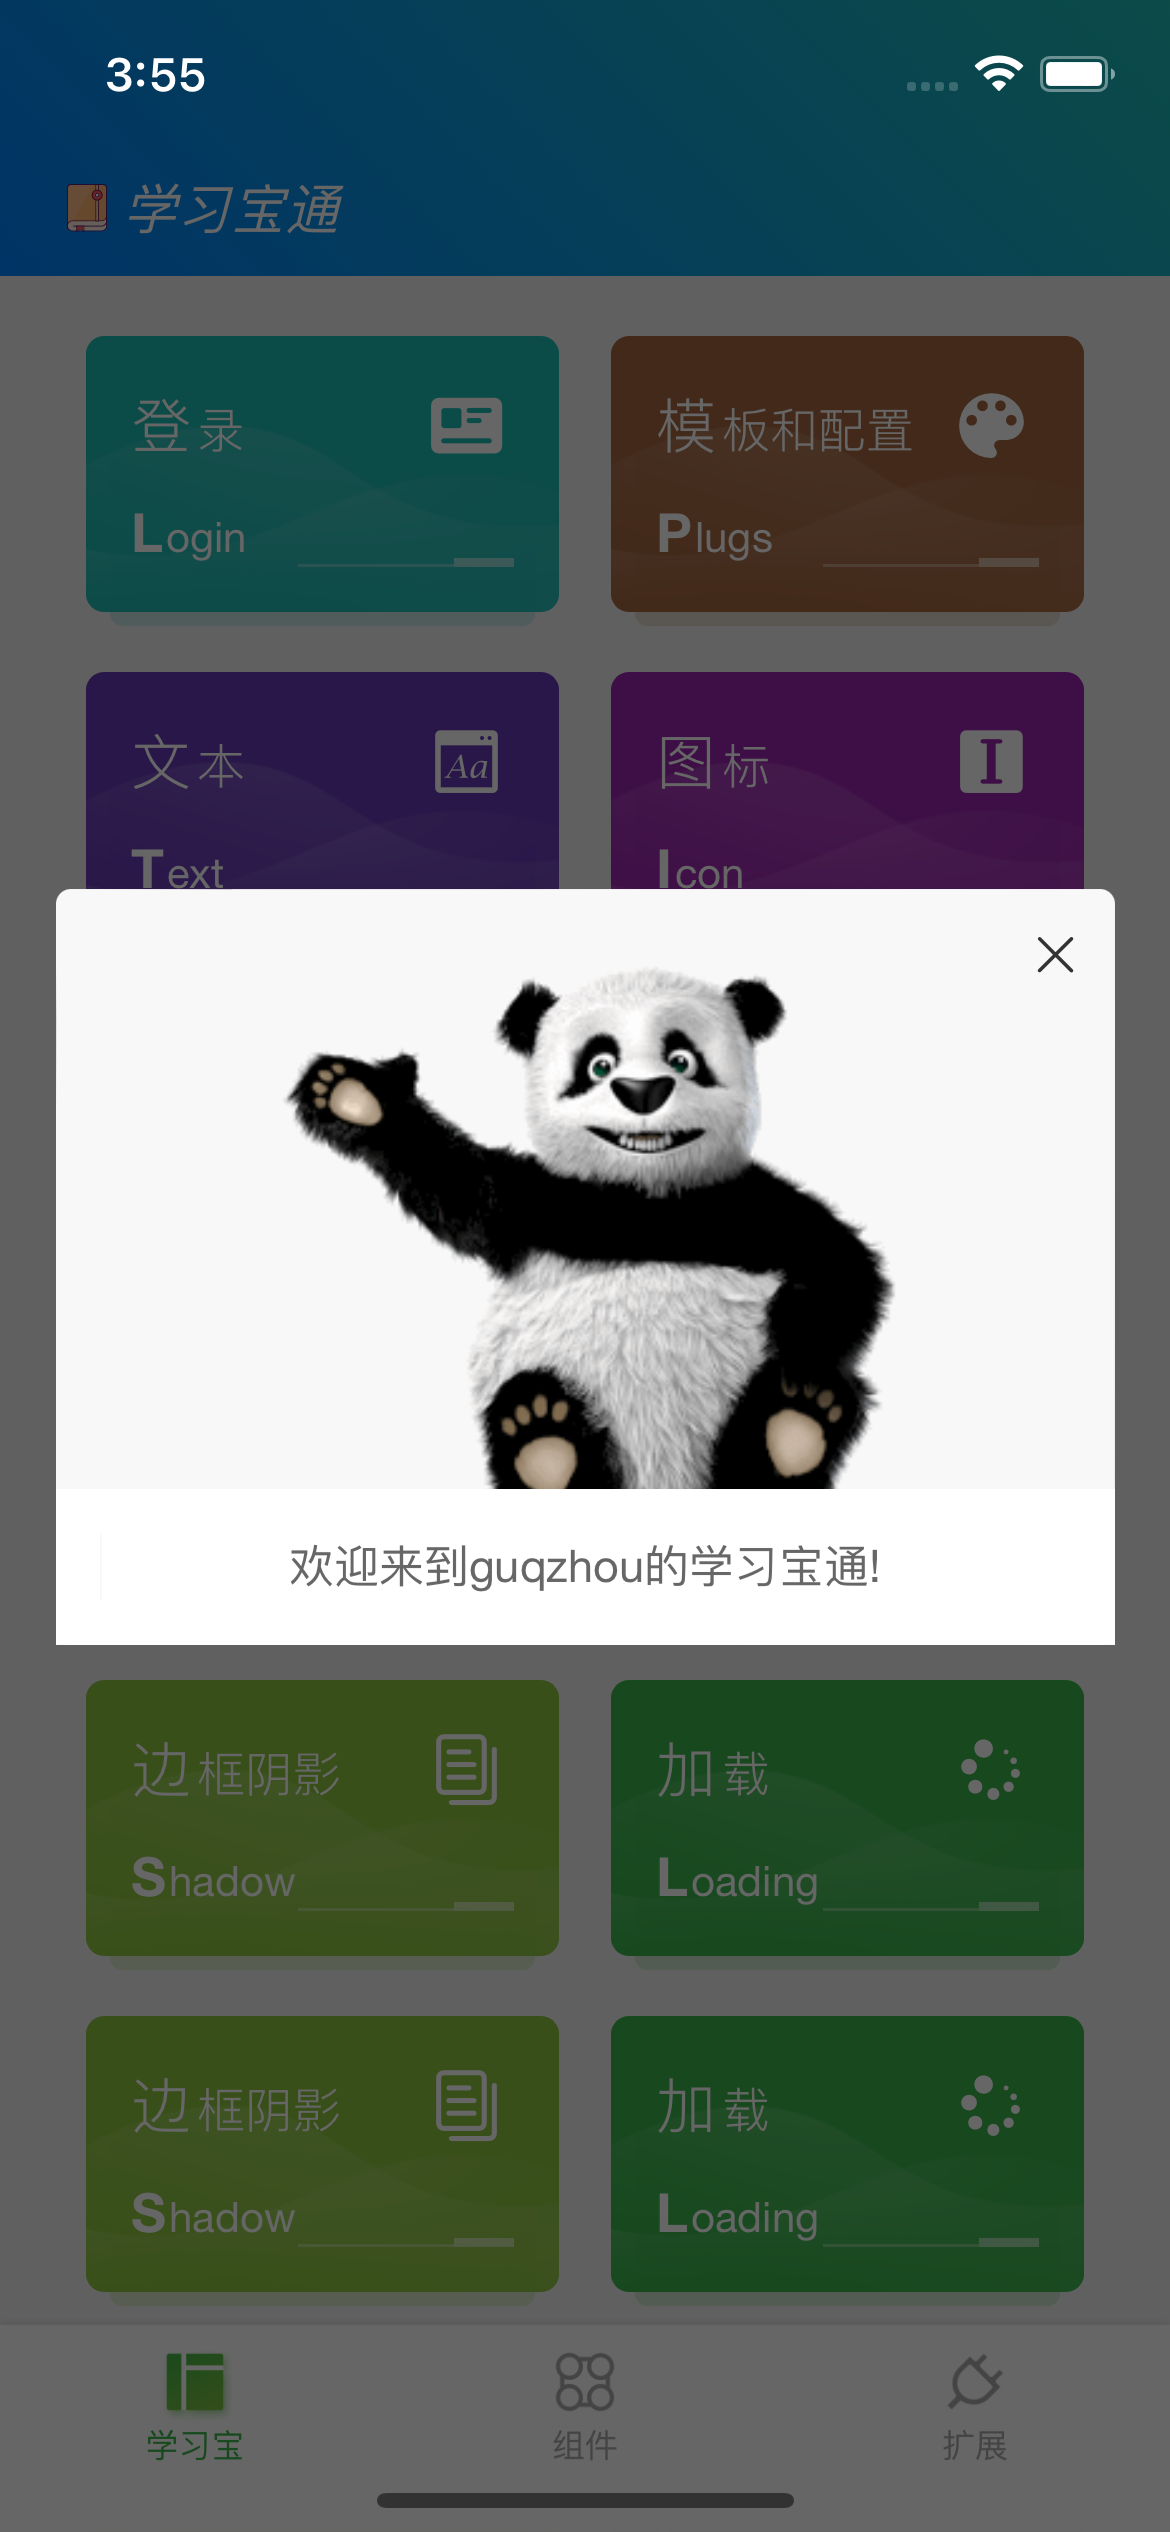 3:55
学习宝通
登录
Login
模板和配置
Plugs
文本
Aa
Text
图标
I
Icon
欢迎来到guqzhou的学习宝通!
边框阴影
Shadow
加载
Loading
边框阴影
Shadow
加载
Loading
学习宝
组件
扩展